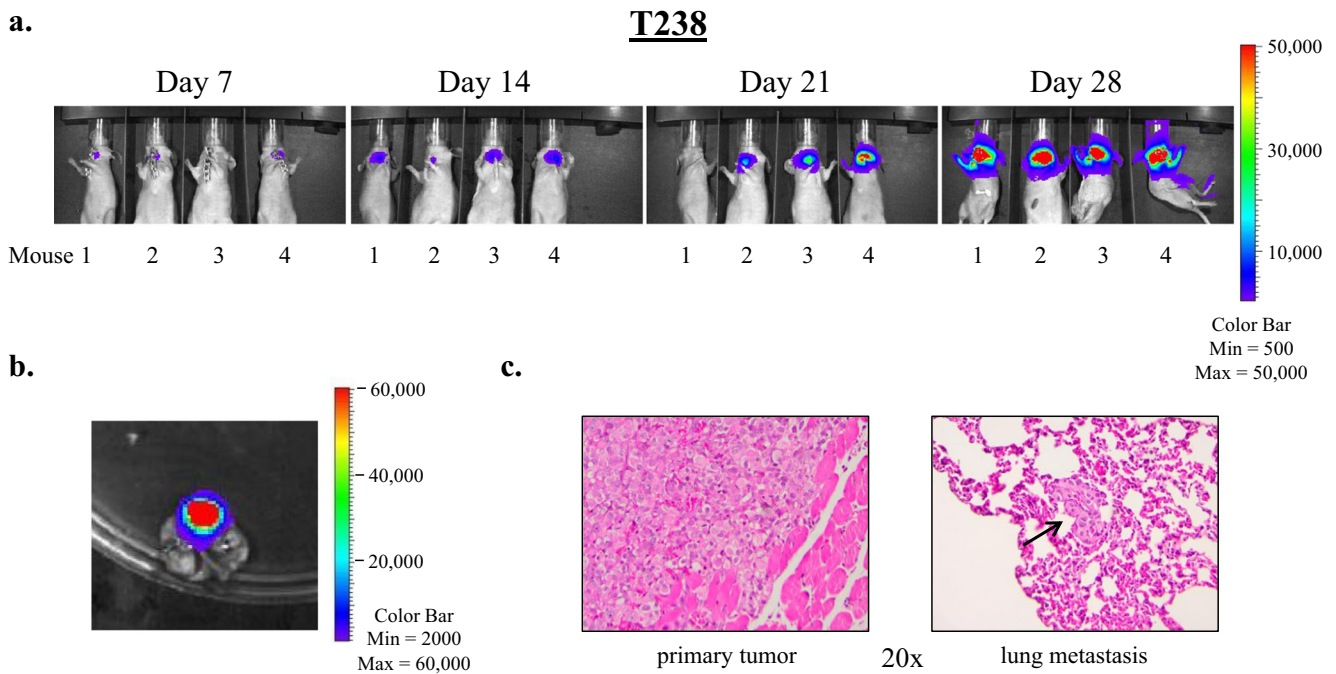 a.
T238
Day 7 Day 14 Day 21 Day 28
50,000
30,000
10,000
Mouse 1 2 3 4 1 2 3 4 1 2 3 4 1 2 3 4
Color Bar
Min = 500
Max = 50,000
b.
60,000
40,000
20,000
Color Bar
Min = 2000
Max = 60,000
c.
primary tumor 20x lung metastasis